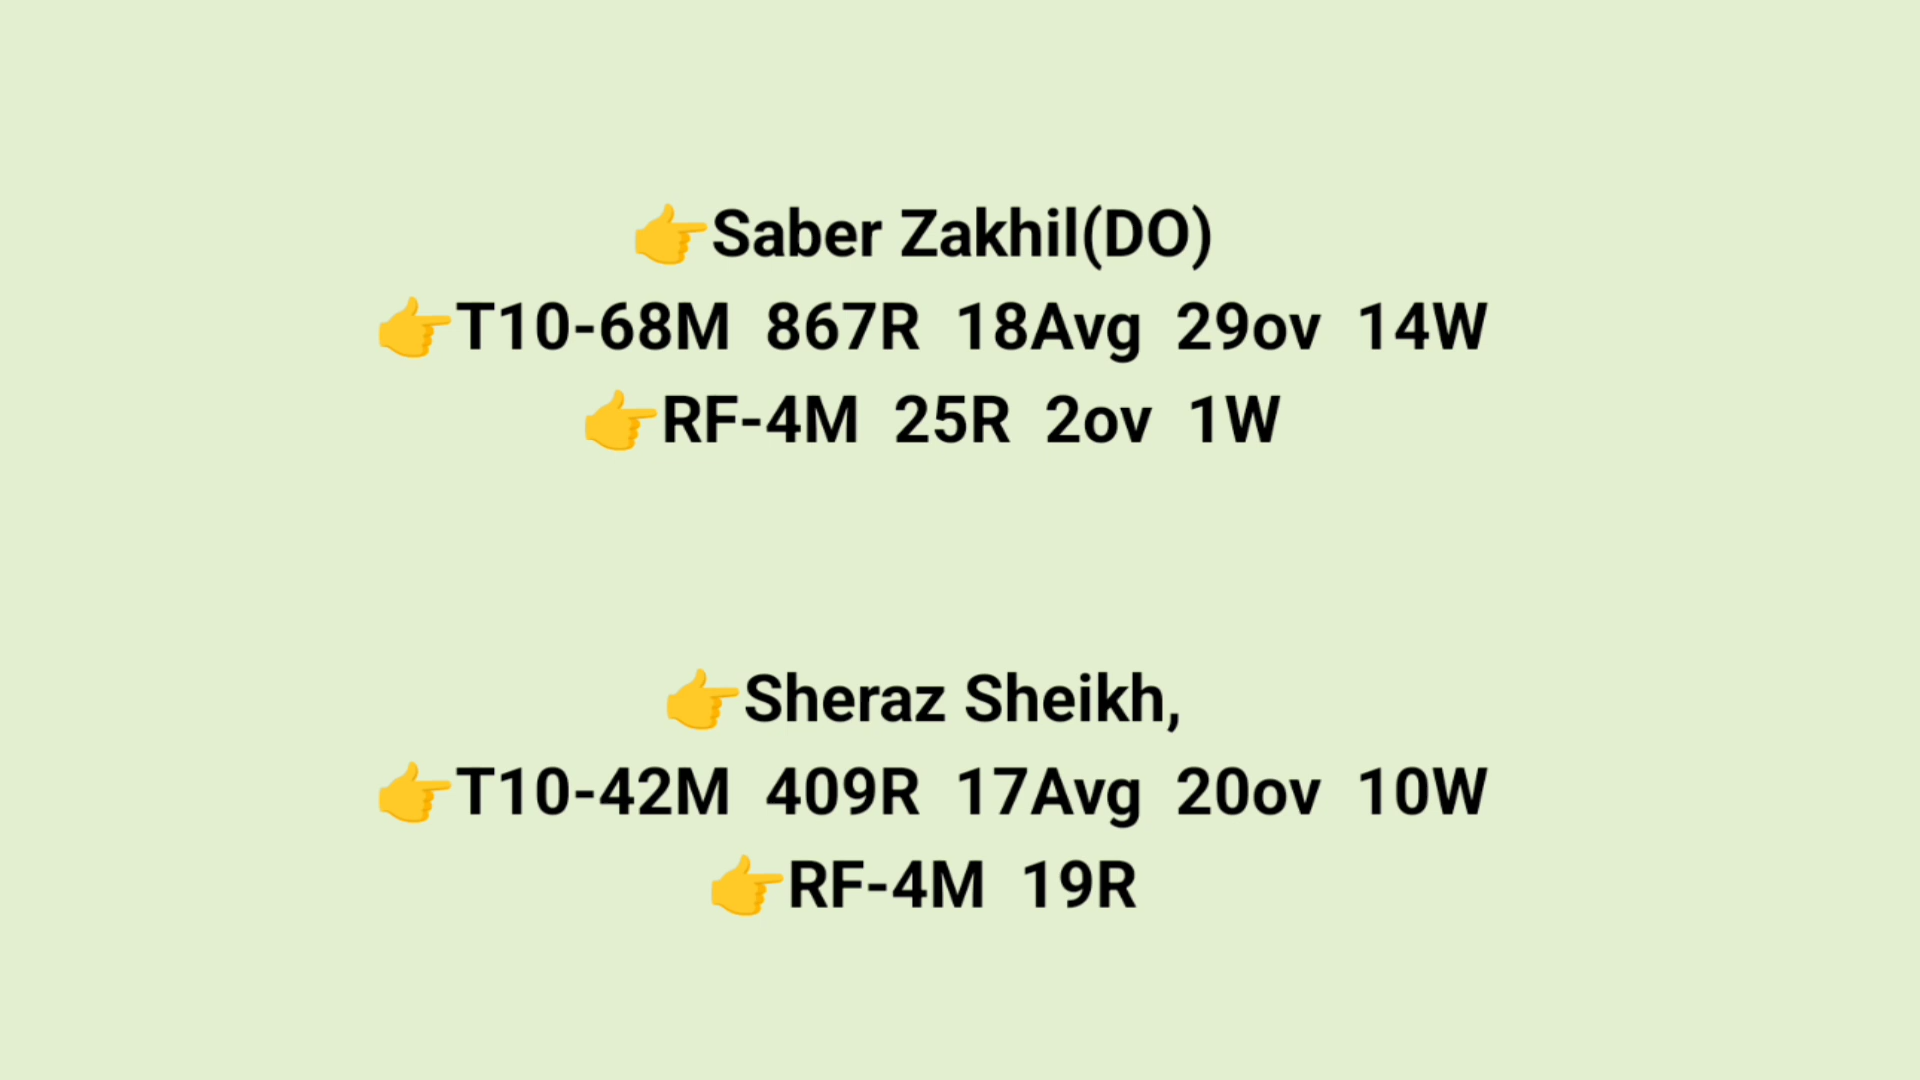 👉Saber Zakhil(DO)
👉T10-68M 867R 18Avg 29ov 14W
👉RF-4M 25R 2ov 1W
👉Sheraz Sheikh,
👉T10-42M 409R 17Avg 20ov 10W
👉RF-4M 19R